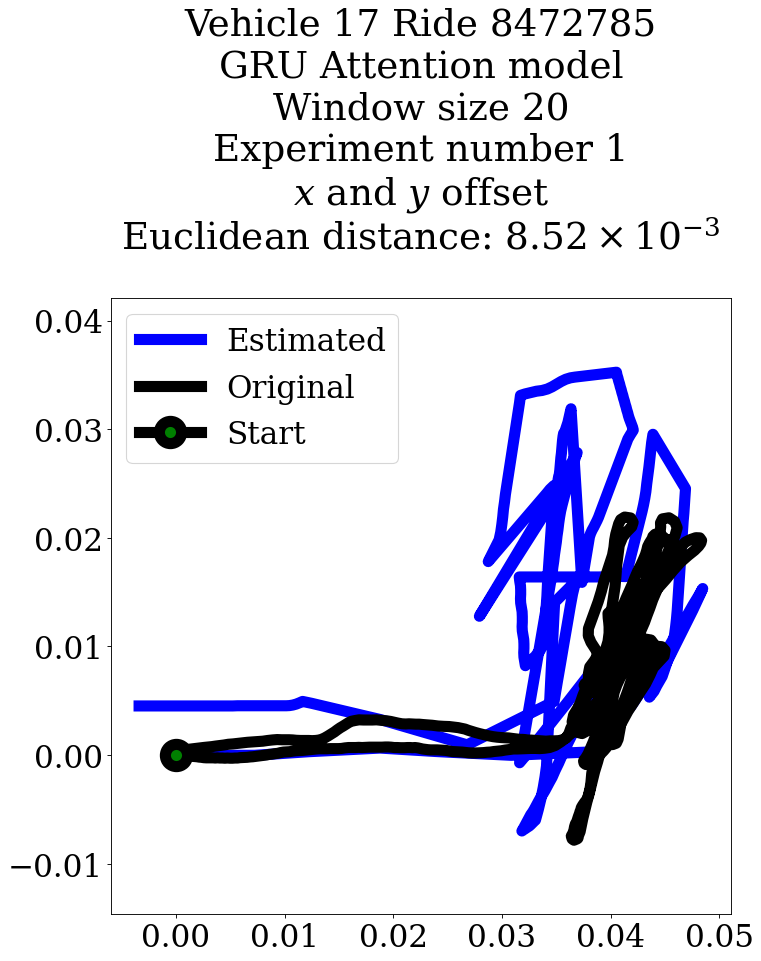 Vehicle 17 Ride 8472785
GRU Attention model
Window size 20
Experiment number 1
x and y offset
Euclidean distance: 8.52 × 10⁻³
Estimated
Original
Start
0.04
0.03
0.02
0.01
0.00
−0.01
0.00 0.01 0.02 0.03 0.04 0.05